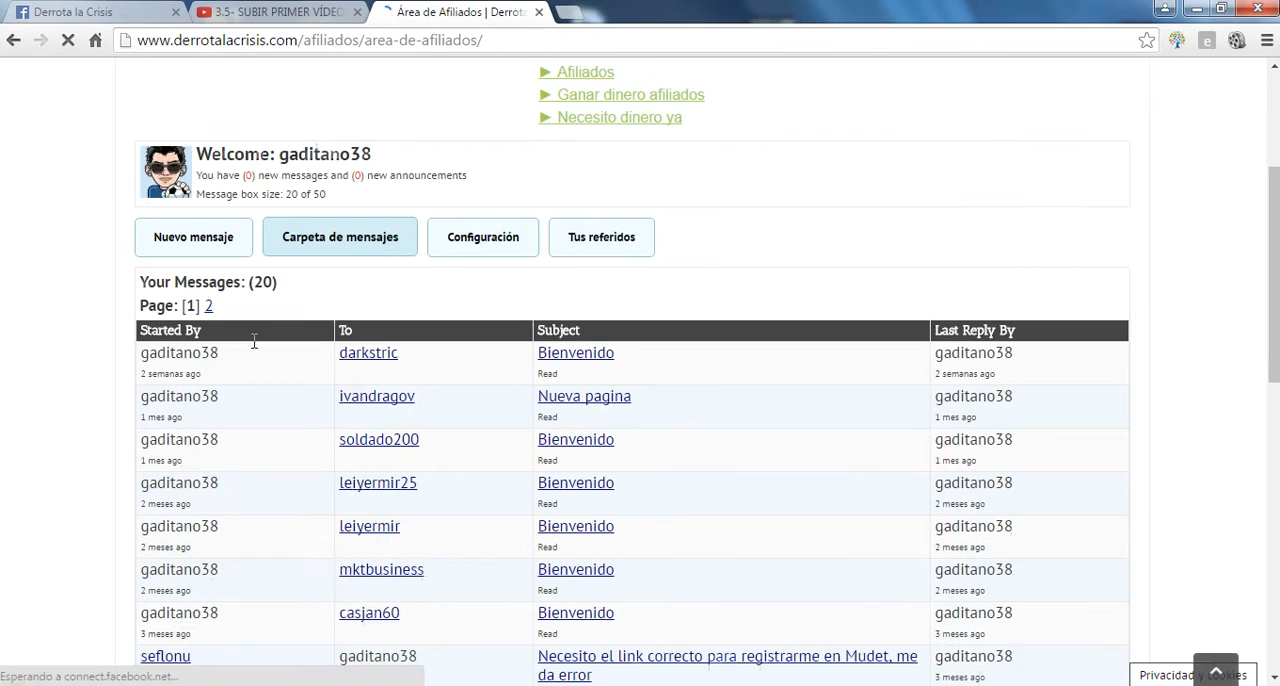 Derrota la Crisis
3.5- SUBIR PRIMER VÍDEO
Área de Afiliados | Derrota
www.derrotalacrisis.com/afiliados/area-de-afiliados/
► Afiliados
► Ganar dinero afiliados
► Necesito dinero ya
Welcome: gaditano38
You have (0) new messages and (0) new announcements
Message box size: 20 of 50
Nuevo mensaje Carpeta de mensajes Configuración Tus referidos
Your Messages: (20)
Page: [1] 2
Started By To Subject Last Reply By
gaditano38 darkstric Bienvenido gaditano38
2 semanas ago Read 2 semanas ago
gaditano38 ivandragov Nueva pagina gaditano38
1 mes ago Read 1 mes ago
gaditano38 soldado200 Bienvenido gaditano38
1 mes ago Read 1 mes ago
gaditano38 leiyermir25 Bienvenido gaditano38
2 meses ago Read 2 meses ago
gaditano38 leiyermir Bienvenido gaditano38
2 meses ago Read 2 meses ago
gaditano38 mktbusiness Bienvenido gaditano38
2 meses ago Read 2 meses ago
gaditano38 casjan60 Bienvenido gaditano38
3 meses ago Read 3 meses ago
seflonu gaditano38 Necesito el link correcto para registrarme en Mudet, me gaditano38
da error 3 meses ago
Esperando a connect.facebook.net...
Privacidad y cookies